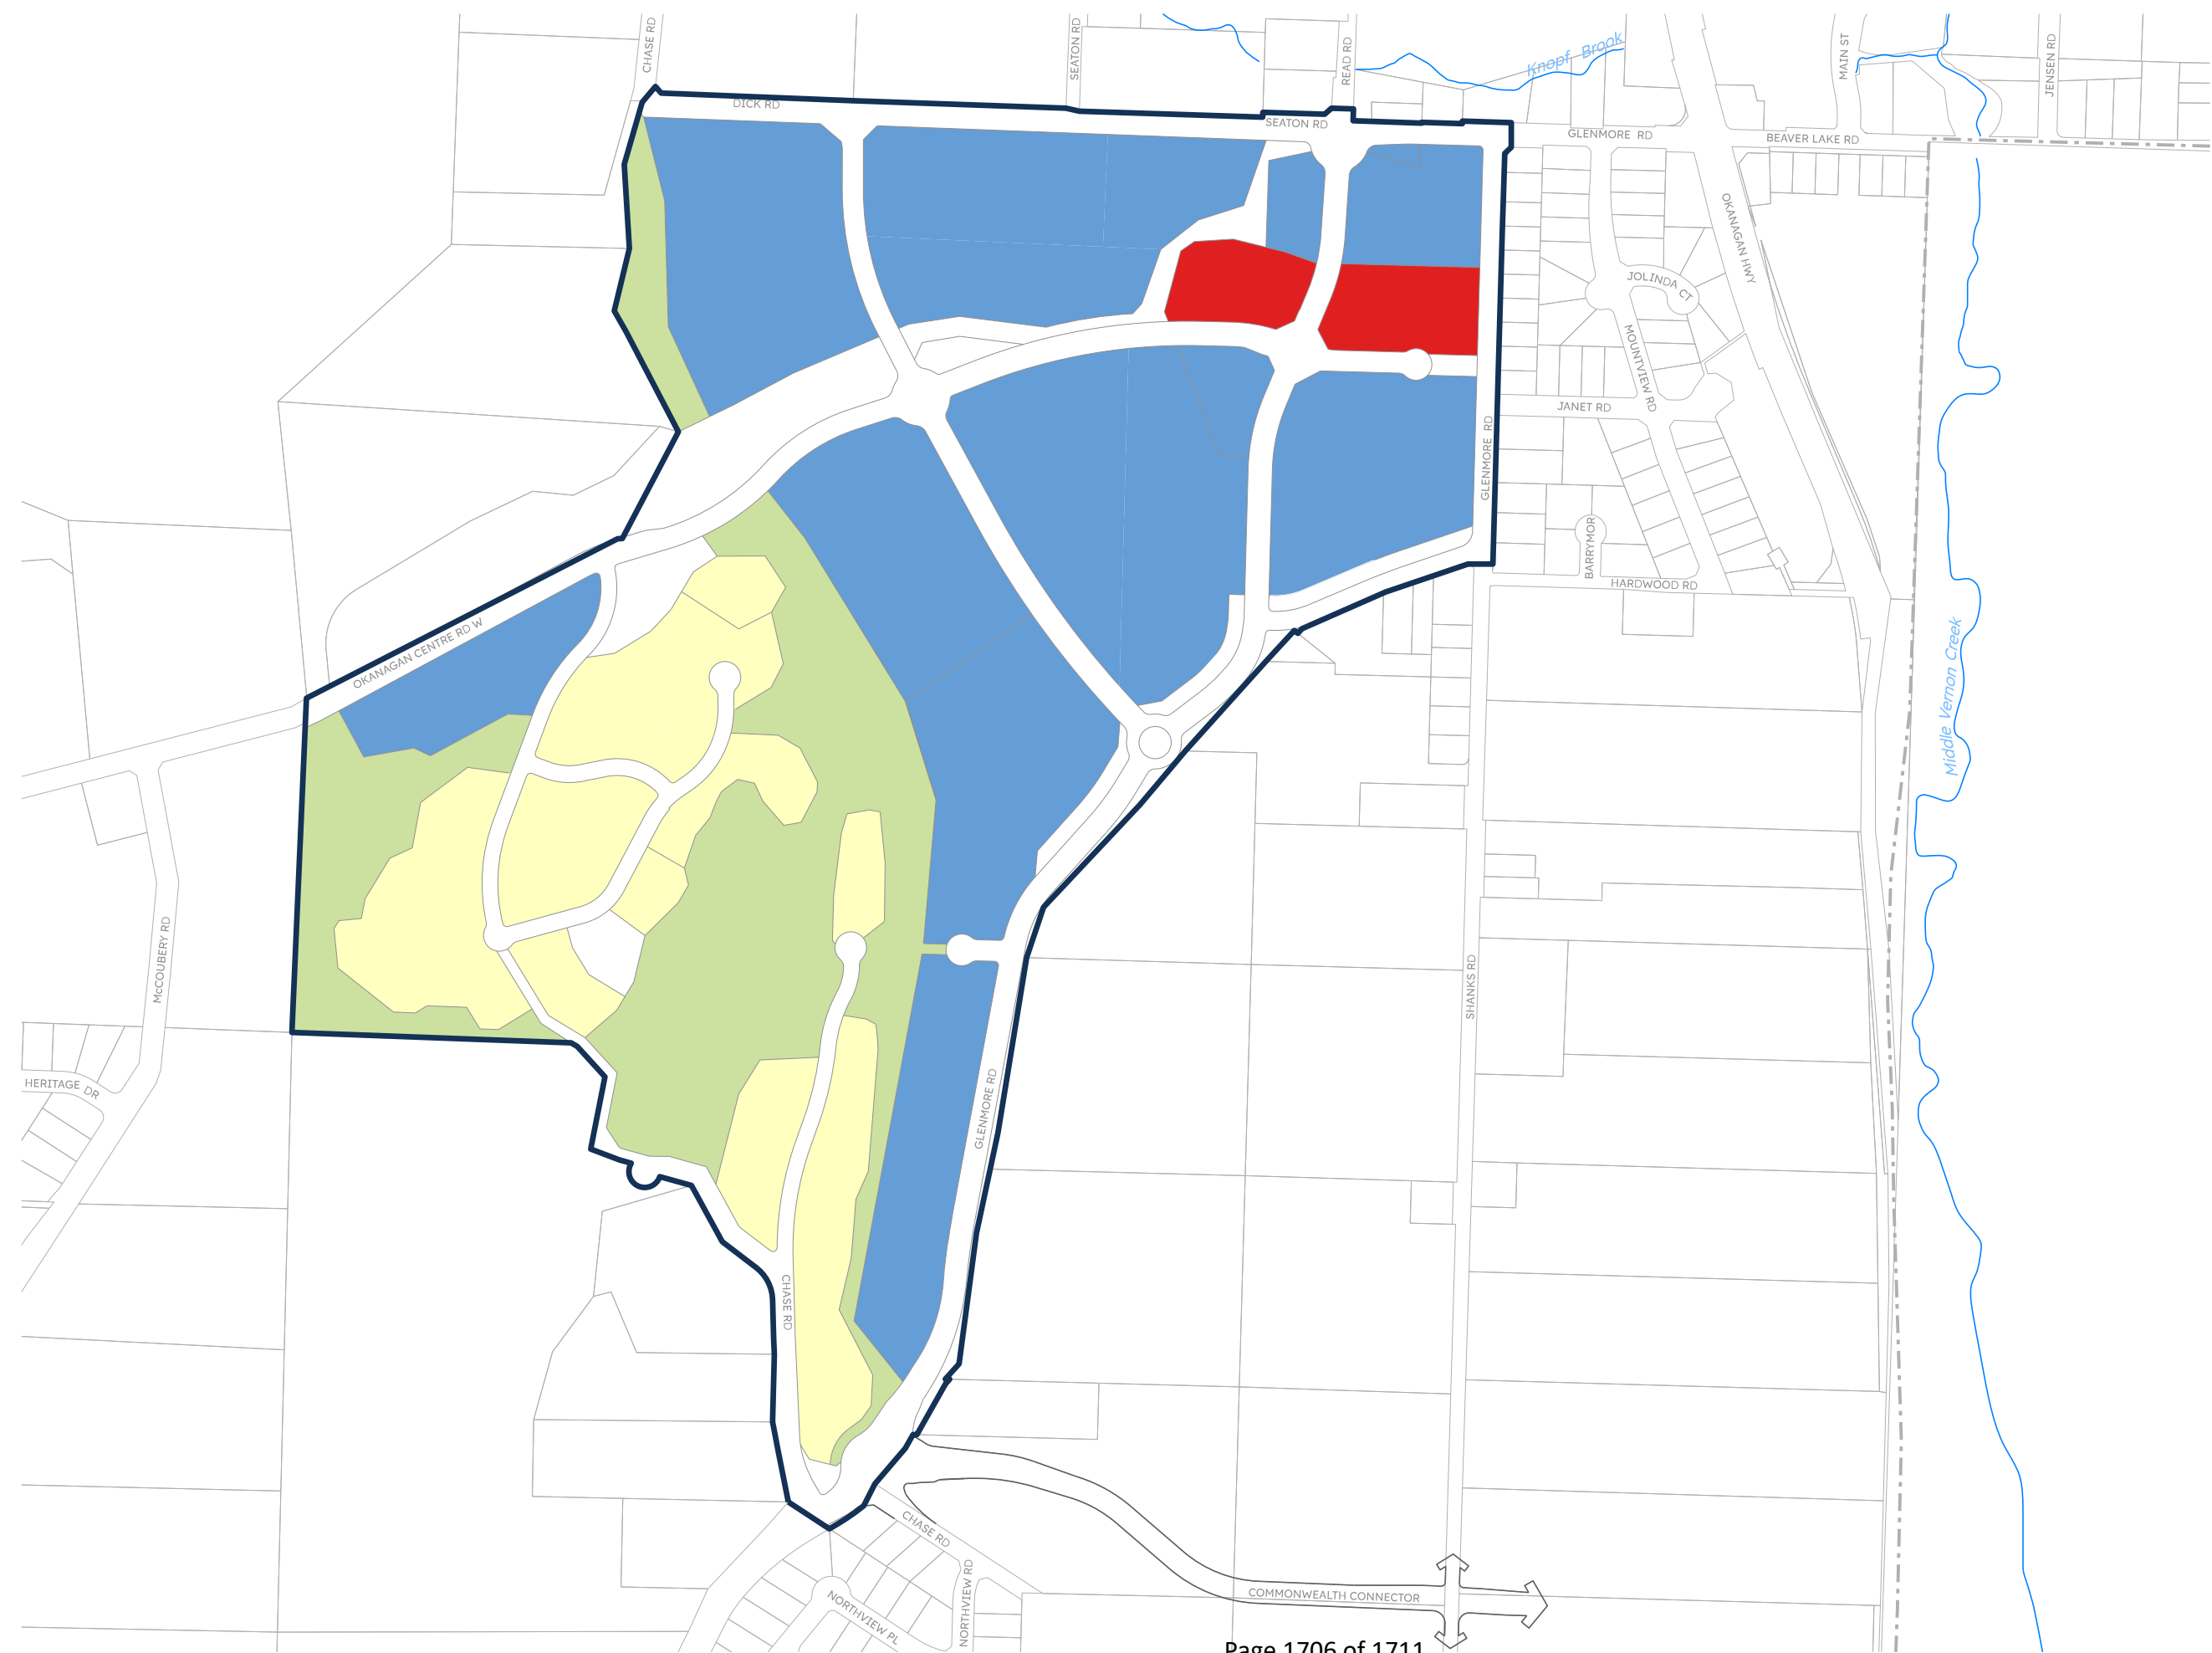 CHASE RD
SEATON RD
READ RD
Knopf Brook
MAIN ST
JENSEN RD
DICK RD
SEATON RD
GLENMORE RD
BEAVER LAKE RD
OKANAGAN HWY
JOLINDA CT
MOUNTVIEW RD
JANET RD
GLENMORE RD
BARRYMOR
HARDWOOD RD
OKANAGAN CENTRE RD W
Middle Vernon Creek
McCOUBERY RD
SHANKS RD
HERITAGE DR
GLENMORE RD
CHASE RD
CHASE RD
NORTHVIEW RD
NORTHVIEW PL
COMMONWEALTH CONNECTOR
Page 1706 of 1711